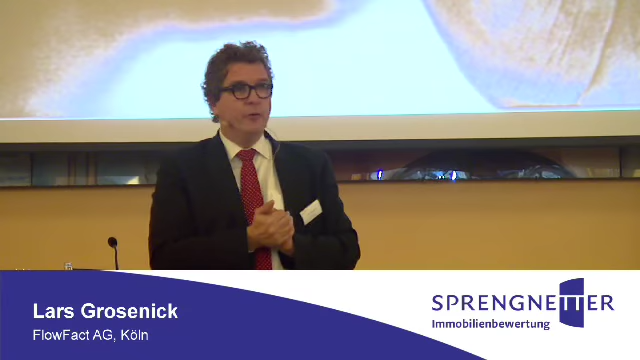 Lars Grosenick
FlowFact AG, Köln
SPRENGNETTER
Immobilienbewertung